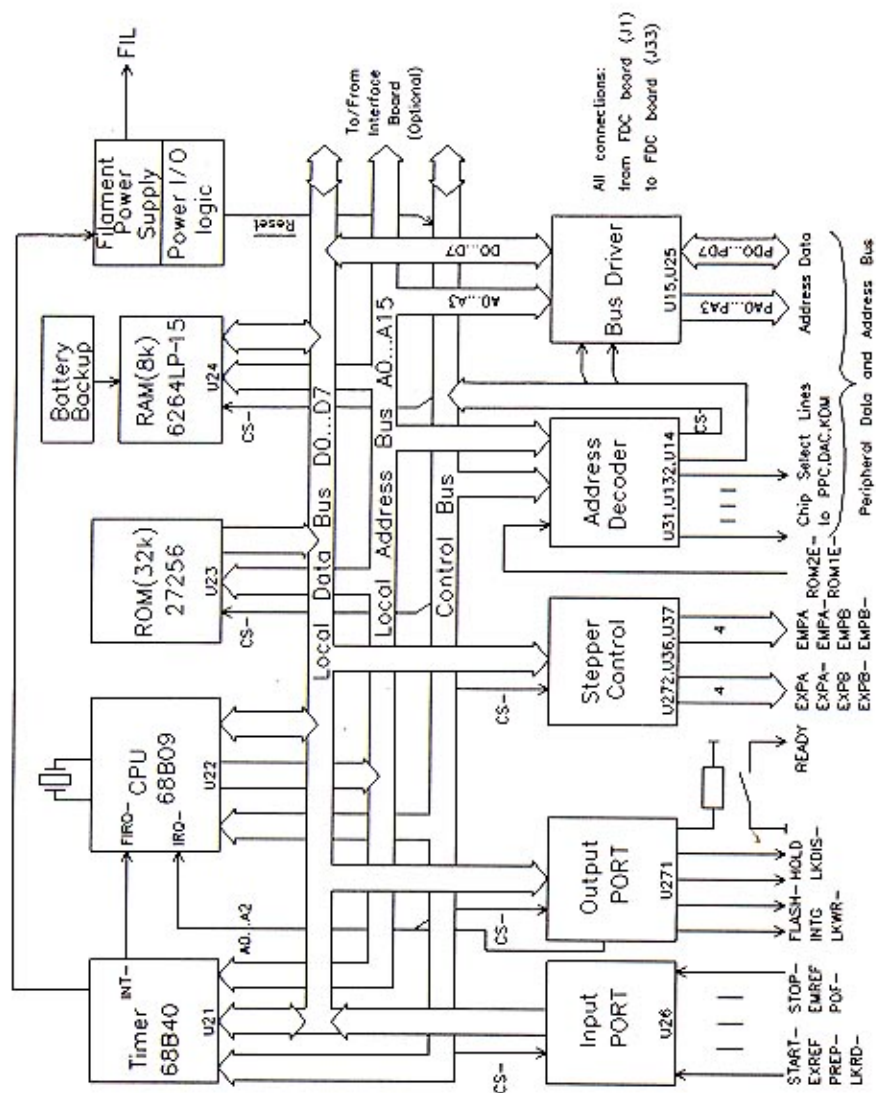 FIL
Filament
Power
Supply
Power I/O
logic
Reset
Battery
Backup
RAM(8k)
6264LP-15
U24
CS-
ROM(32k)
27256
U23
CS-
CPU
68B09
U22
FIRQ-
IRQ-
Timer
68B40
U21
INT-
A0...A2
Local Data Bus D0...D7
Local Address Bus A0...A15
Control Bus
To/From
Interface
Board
(Optional)
D0...D7
A0...A3
CS-
Input
PORT
U26
CS-
Output
PORT
U271
CS-
Stepper
Control
U272,U36,U37
Address
Decoder
U31,U132,U14
CS-
Bus Driver
U15,U25
PA0...PA3
PD0...PD7
4
4
All connections:
from FDC board (J1)
to FDC board (J33)
START-
EXREF
PREP-
LKRD-
STOP-
EMREF
POF-
FLASH-
INTG
LKWR-
HOLD
LKDIS-
READY
EXPA
EXPA-
EXPB
EXPB-
EMPA
EMPA-
EMPB
EMPB-
ROM2E-
ROM1E-
Chip Select Lines
to PPC,DAC,KDM
Address Data
Peripheral Data and Address Bus